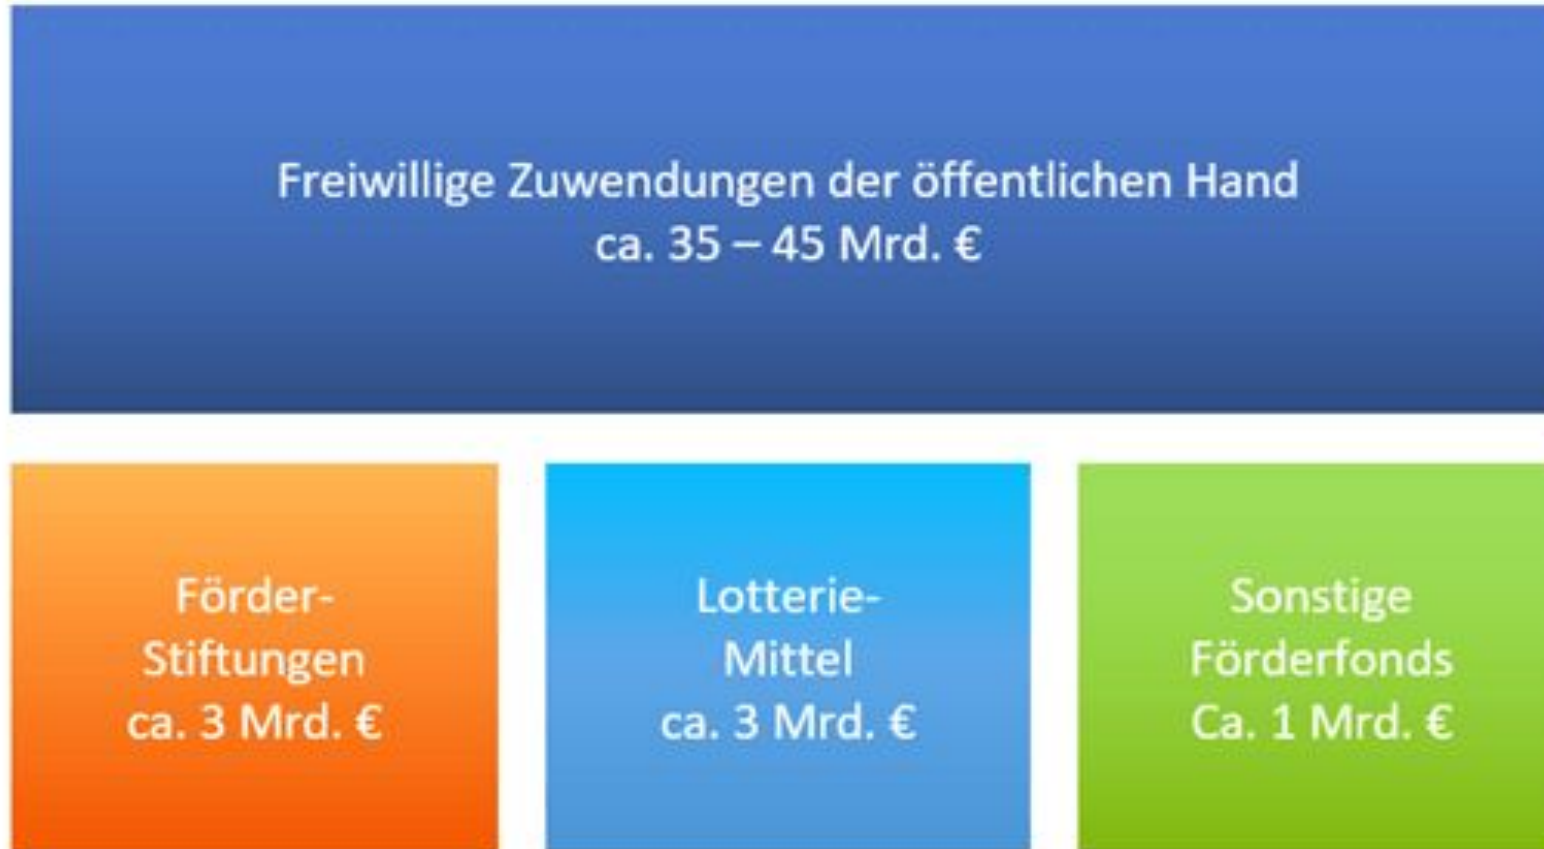 Freiwillige Zuwendungen der öffentlichen Hand
ca. 35 – 45 Mrd. €
Förder-
Stiftungen
ca. 3 Mrd. €
Lotterie-
Mittel
ca. 3 Mrd. €
Sonstige
Förderfonds
Ca. 1 Mrd. €